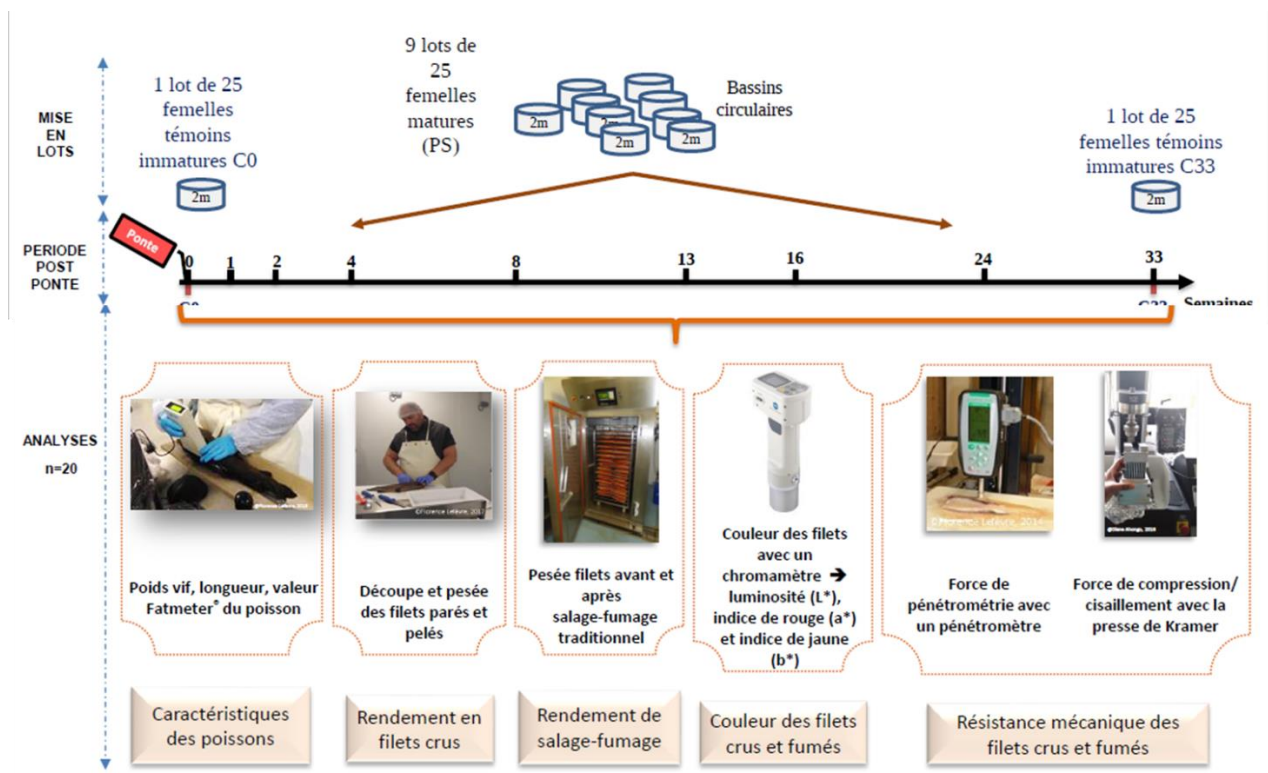 9 lots de
25
femelles
matures
(PS)
1 lot de 25
femelles
témoins
immatures C0
2m
MISE
EN
LOTS
2m
2m
2m
2m
Bassins
circulaires
1 lot de 25
femelles témoins
immatures C33
2m
PERIODE
POST
PONTE
Ponte
0
1
2
4
8
13
16
24
33
C0
C33
Semaines
ANALYSES
n=20
©Florence Lefèvre, 2014
Poids vif, longueur, valeur
Fatmeter® du poisson
Découpe et pesée
des filets parés et
pelés
Pesée filets avant et
après
salage-fumage
traditionnel
Couleur des filets
avec un
chromamètre ➔
luminosité (L*),
indice de rouge (a*)
et indice de jaune
(b*)
Force de
pénétrométrie avec
un pénétromètre
Force de compression/
cisaillement avec la
presse de Kramer
Caractéristiques
des poissons
Rendement en
filets crus
Rendement de
salage-fumage
Couleur des filets
crus et fumés
Résistance mécanique des
filets crus et fumés